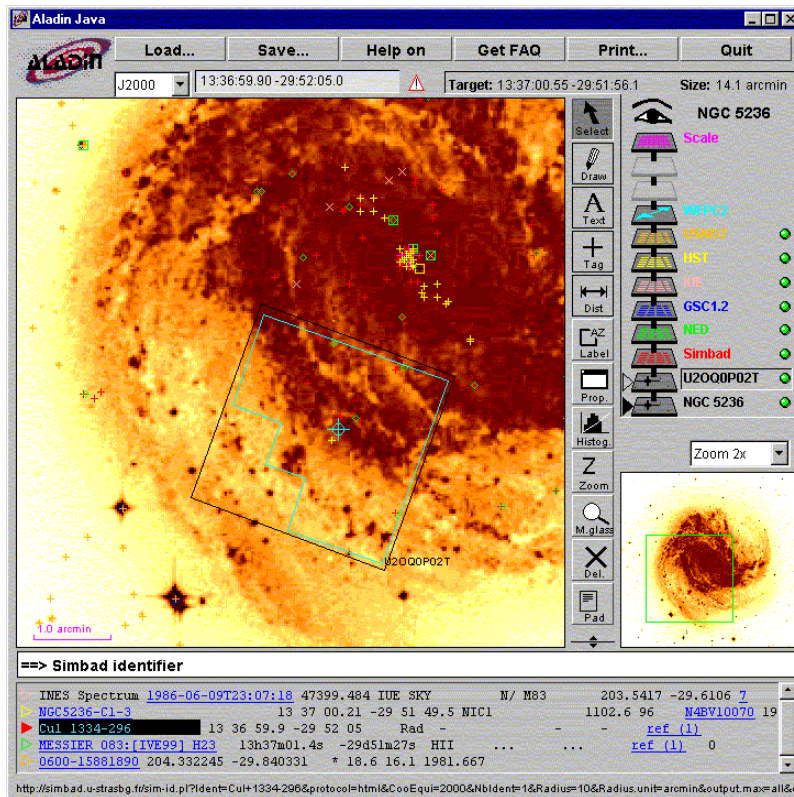 Aladin Java
ALADIN
Load... Save... Help on Get FAQ Print... Quit
J2000 13:36:59.90 -29:52:05.0 Target: 13:37:00.55 -29:51:56.1 Size: 14.1 arcmin
Select
Draw
A
Text
Tag
Dist
AZ
Label
Prop.
Histog.
Z
Zoom
M.glass
Del.
Pad
NGC 5236
Scale
WFPC2
USNO2
HST
IUE
GSC1.2
NED
Simbad
U2OQ0P02T
NGC 5236
Zoom 2x
U2OQ0P02T
1.0 arcmin
==> Simbad identifier
INES Spectrum 1986-06-09T23:07:18 47399.484 IUE SKY N/ M83 203.5417 -29.6106 7
NGC5236-C1-3 13 37 00.21 -29 51 49.5 NIC1 1102.6 96 N4BV10070 19
Cul 1334-296 13 36 59.9 -29 52 05 Rad - - - ref (1)
MESSIER 083:[IVE99] H23 13h37m01.4s -29d51m27s HII ... ... ref (1) 0
0600-15881890 204.332245 -29.840331 * 18.6 16.1 1981.667
http://simbad.u-strasbg.fr/sim-id.pl?Ident=Cul+1334-296&protocol=html&CooEqui=2000&NbIdent=1&Radius=10&Radius.unit=arcmin&output.max=all&